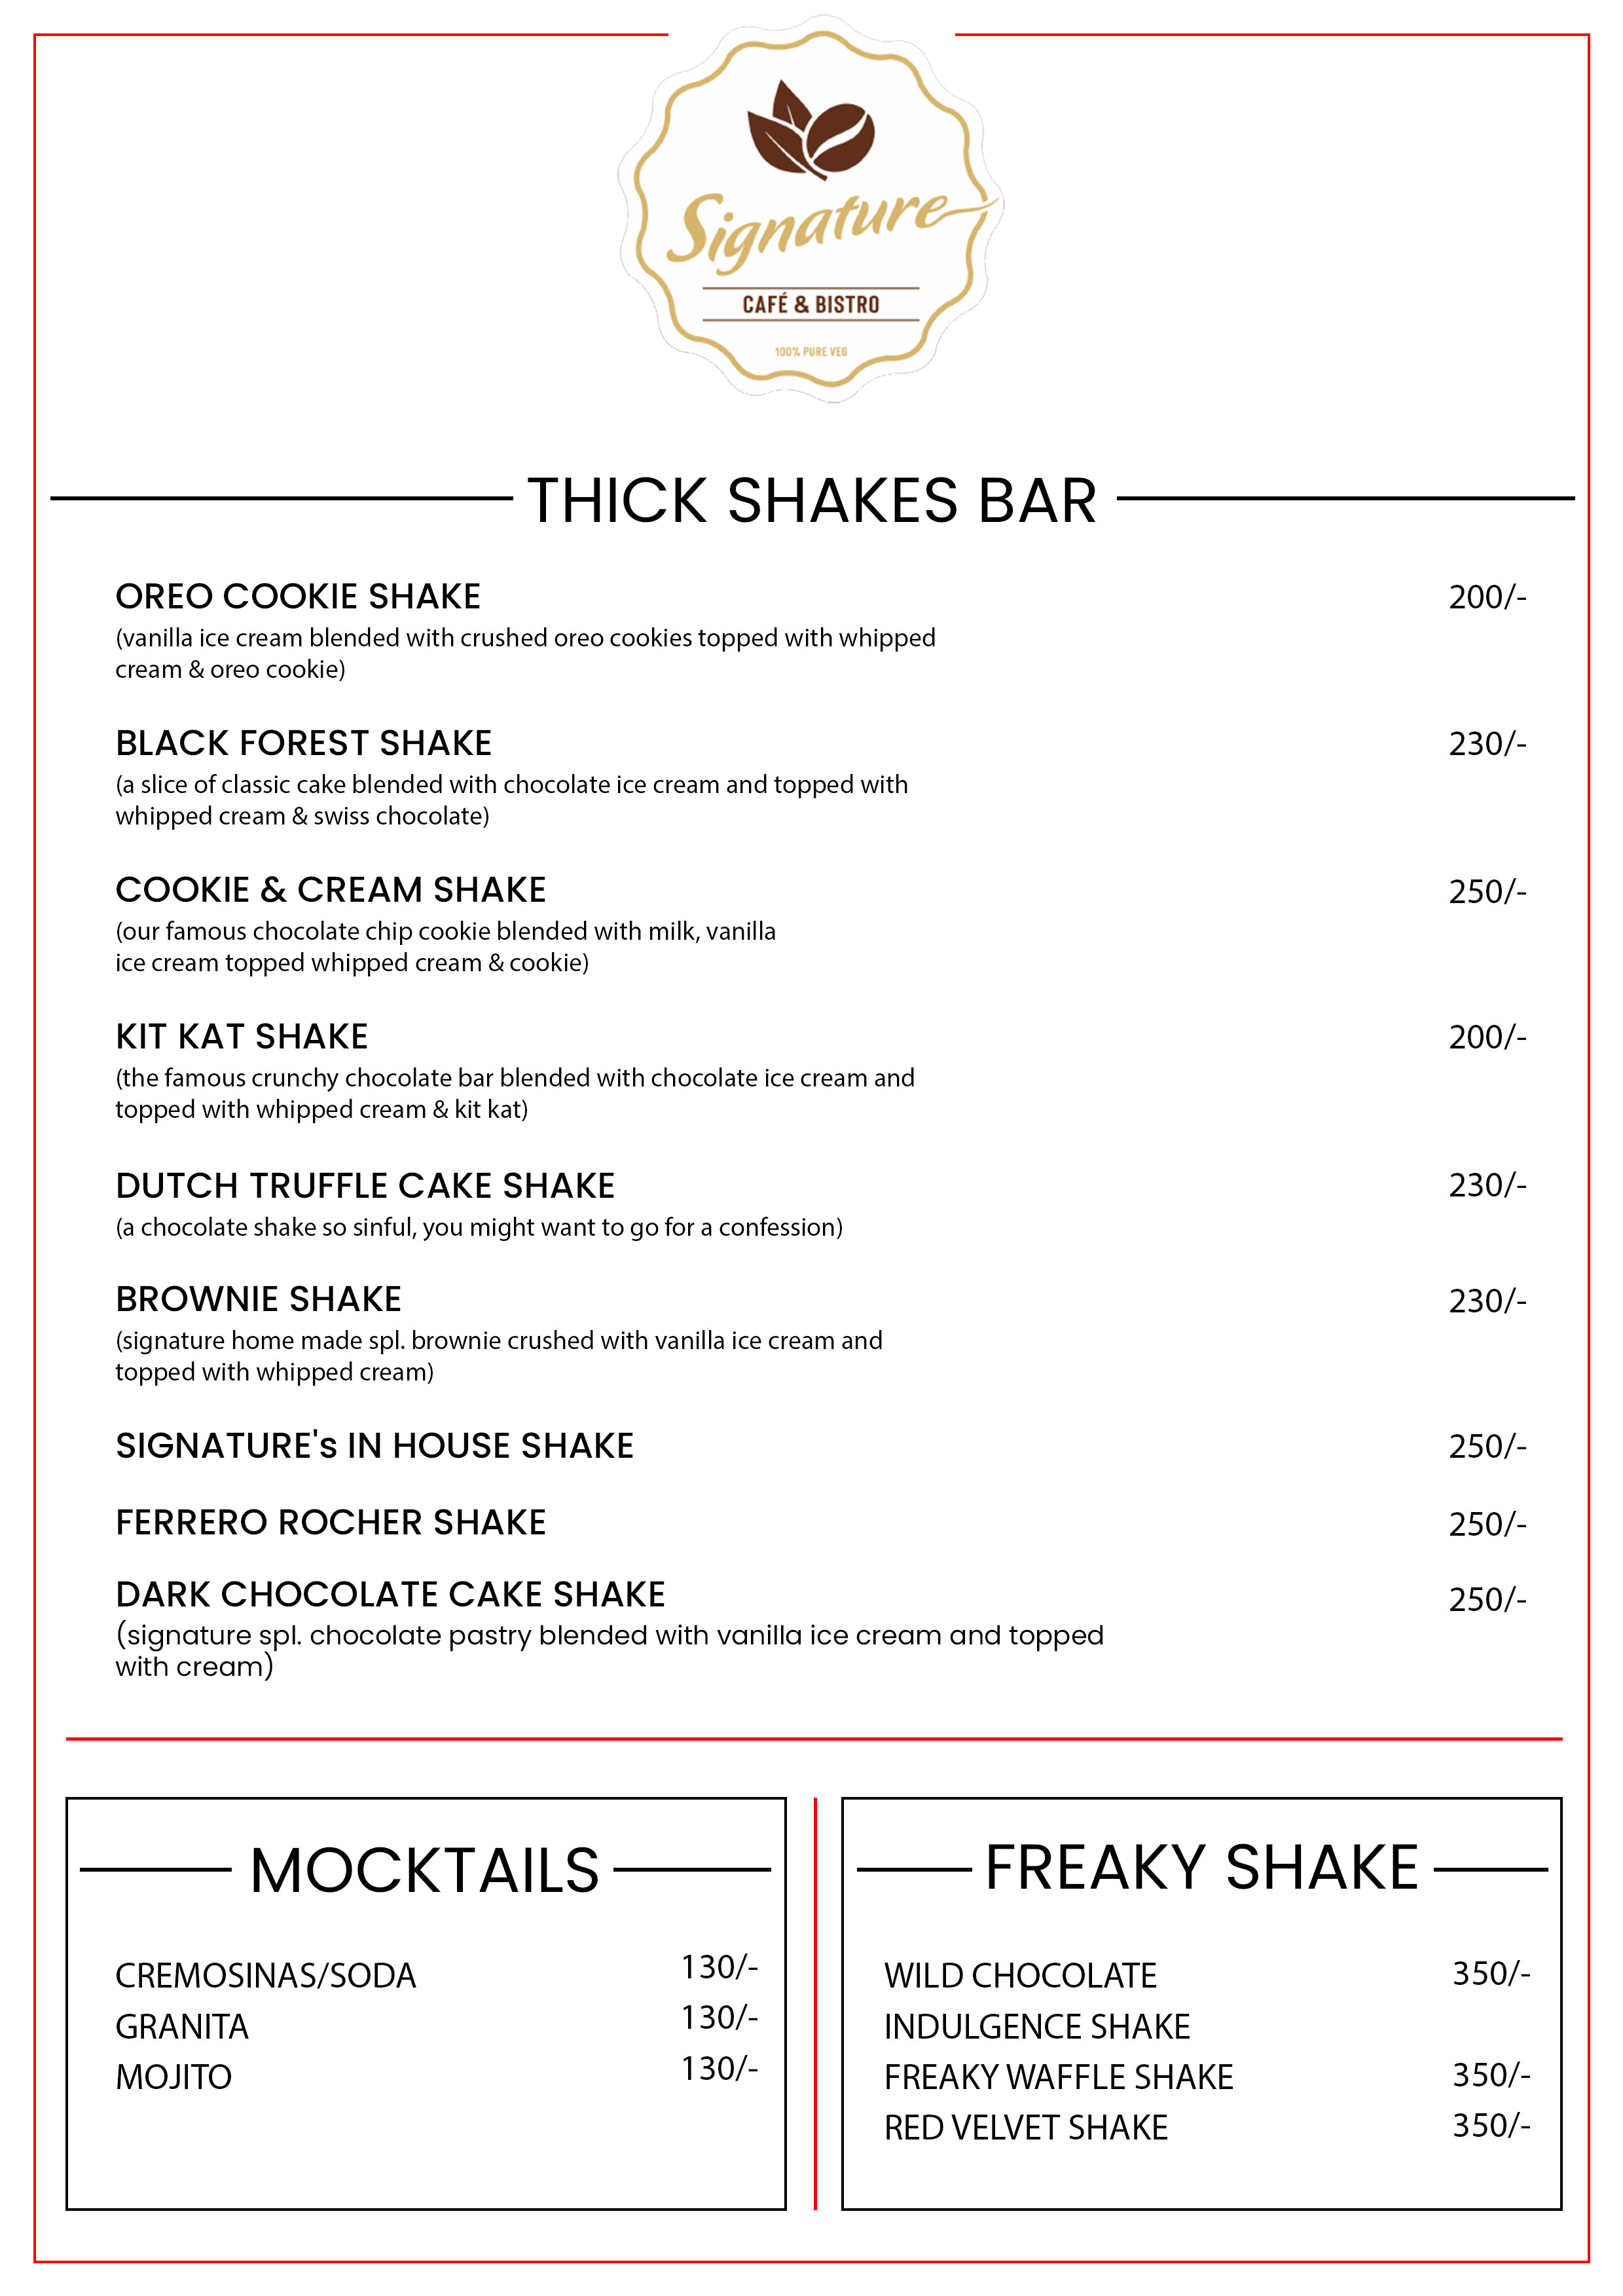 Signature
CAFÉ & BISTRO
100% PURE VEG
THICK SHAKES BAR
OREO COOKIE SHAKE 200/-
(vanilla ice cream blended with crushed oreo cookies topped with whipped
cream & oreo cookie)
BLACK FOREST SHAKE 230/-
(a slice of classic cake blended with chocolate ice cream and topped with
whipped cream & swiss chocolate)
COOKIE & CREAM SHAKE 250/-
(our famous chocolate chip cookie blended with milk, vanilla
ice cream topped whipped cream & cookie)
KIT KAT SHAKE 200/-
(the famous crunchy chocolate bar blended with chocolate ice cream and
topped with whipped cream & kit kat)
DUTCH TRUFFLE CAKE SHAKE 230/-
(a chocolate shake so sinful, you might want to go for a confession)
BROWNIE SHAKE 230/-
(signature home made spl. brownie crushed with vanilla ice cream and
topped with whipped cream)
SIGNATURE's IN HOUSE SHAKE 250/-
FERRERO ROCHER SHAKE 250/-
DARK CHOCOLATE CAKE SHAKE 250/-
(signature spl. chocolate pastry blended with vanilla ice cream and topped
with cream)
MOCKTAILS
CREMOSINAS/SODA 130/-
GRANITA 130/-
MOJITO 130/-
FREAKY SHAKE
WILD CHOCOLATE 350/-
INDULGENCE SHAKE
FREAKY WAFFLE SHAKE 350/-
RED VELVET SHAKE 350/-